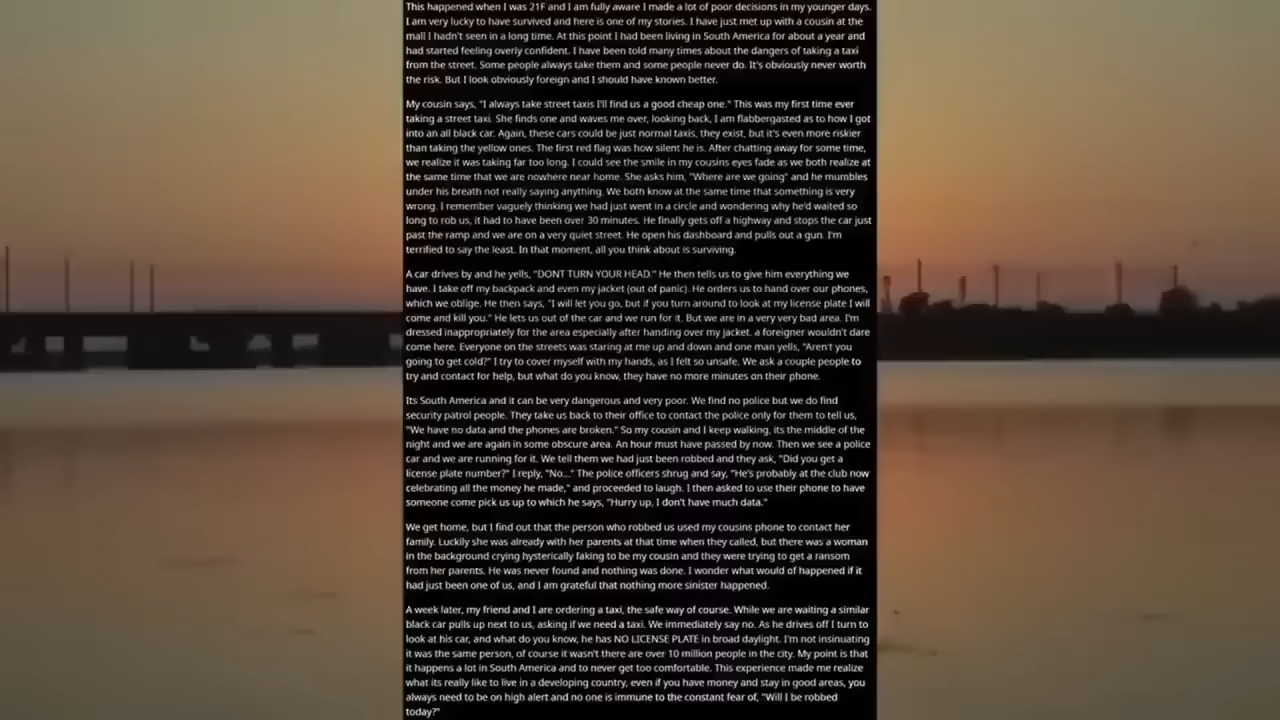 This happened when I was 21F and I am fully aware I made a lot of poor decisions in my younger days.
I am very lucky to have survived and here is one of my stories. I have just met up with a cousin at the
mall I hadn't seen in a long time. At this point I had been living in South America for about a year and
had started feeling overly confident. I have been told many times about the dangers of taking a taxi
from the street. Some people always take them and some people never do. It's obviously never worth
the risk. But I look obviously foreign and I should have known better.
My cousin says, "I always take street taxis I'll find us a good cheap one." This was my first time ever
taking a street taxi. She finds one and waves me over, looking back, I am flabbergasted as to how I got
into an all black car. Again, these cars could be just normal taxis, they exist, but it's even more riskier
than taking the yellow ones. The first red flag was how silent he is. After chatting away for some time,
we realize it was taking far too long. I could see the smile in my cousins eyes fade as we both realize at
the same time that we are nowhere near home. She asks him, "Where are we going" and he mumbles
under his breath not really saying anything. We both know at the same time that something is very
wrong. I remember vaguely thinking we had just went in a circle and wondering why he'd waited so
long to rob us, it had to have been over 30 minutes. He finally gets off a highway and stops the car just
past the ramp and we are on a very quiet street. He open his dashboard and pulls out a gun. I'm
terrified to say the least. In that moment, all you think about is surviving.
A car drives by and he yells, "DONT TURN YOUR HEAD." He then tells us to give him everything we
have. I take off my backpack and even my jacket (out of panic). He orders us to hand over our phones,
which we oblige. He then says, "I will let you go, but if you turn around to look at my license plate I will
come and kill you." He lets us out of the car and we run for it. But we are in a very very bad area. I'm
dressed inappropriately for the area especially after handing over my jacket. a foreigner wouldn't dare
come here. Everyone on the streets was staring at me up and down and one man yells, "Aren't you
going to get cold?" I try to cover myself with my hands, as I felt so unsafe. We ask a couple people to
try and contact for help, but what do you know, they have no more minutes on their phone.
Its South America and it can be very dangerous and very poor. We find no police but we do find
security patrol people. They take us back to their office to contact the police only for them to tell us,
"We have no data and the phones are broken." So my cousin and I keep walking, its the middle of the
night and we are again in some obscure area. An hour must have passed by now. Then we see a police
car and we are running for it. We tell them we had just been robbed and they ask, "Did you get a
license plate number?" I reply, "No..." The police officers shrug and say, "He's probably at the club now
celebrating all the money he made," and proceeded to laugh. I then asked to use their phone to have
someone come pick us up to which he says, "Hurry up, I don't have much data."
We get home, but I find out that the person who robbed us used my cousins phone to contact her
family. Luckily she was already with her parents at that time when they called, but there was a woman
in the background crying hysterically faking to be my cousin and they were trying to get a ransom
from her parents. He was never found and nothing was done. I wonder what would of happened if it
had just been one of us, and I am grateful that nothing more sinister happened.
A week later, my friend and I are ordering a taxi, the safe way of course. While we are waiting a similar
black car pulls up next to us, asking if we need a taxi. We immediately say no. As he drives off I turn to
look at his car, and what do you know, he has NO LICENSE PLATE in broad daylight. I'm not insinuating
it was the same person, of course it wasn't there are over 10 million people in the city. My point is that
it happens a lot in South America and to never get too comfortable. This experience made me realize
what its really like to live in a developing country, even if you have money and stay in good areas, you
always need to be on high alert and no one is immune to the constant fear of, "Will I be robbed
today?"